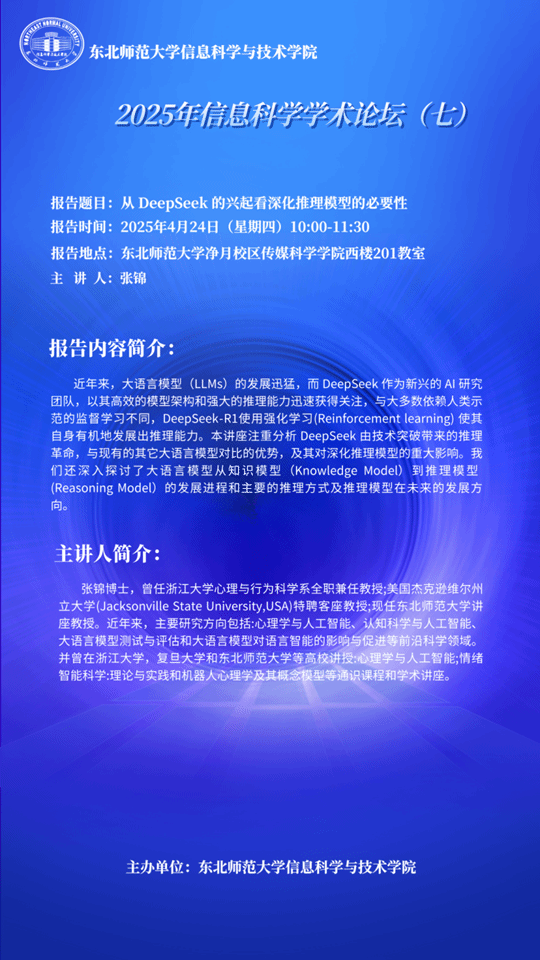 NORTHEAST NORMAL UNIVERSITY
东北师范大学信息科学与技术学院
2025年信息科学学术论坛（七）
报告题目：从 DeepSeek 的兴起看深化推理模型的必要性
报告时间：2025年4月24日（星期四）10:00-11:30
报告地点：东北师范大学净月校区传媒科学学院西楼201教室
主 讲 人：张锦
报告内容简介：
近年来，大语言模型（LLMs）的发展迅猛，而 DeepSeek 作为新兴的 AI 研究
团队，以其高效的模型架构和强大的推理能力迅速获得关注，与大多数依赖人类示
范的监督学习不同，DeepSeek-R1使用强化学习(Reinforcement learning) 使其
自身有机地发展出推理能力。本讲座注重分析 DeepSeek 由技术突破带来的推理
革命，与现有的其它大语言模型对比的优势，及其对深化推理模型的重大影响。我
们还深入探讨了大语言模型从知识模型（Knowledge Model）到推理模型
(Reasoning Model）的发展进程和主要的推理方式及推理模型在未来的发展方
向。
主讲人简介：
张锦博士，曾任浙江大学心理与行为科学系全职兼任教授;美国杰克逊维尔州
立大学(Jacksonville State University,USA)特聘客座教授;现任东北师范大学讲
座教授。近年来，主要研究方向包括:心理学与人工智能、认知科学与人工智能、
大语言模型测试与评估和大语言模型对语言智能的影响与促进等前沿科学领域。
并曾在浙江大学，复旦大学和东北师范大学等高校讲授:心理学与人工智能;情绪
智能科学:理论与实践和机器人心理学及其概念模型等通识课程和学术讲座。
主办单位：东北师范大学信息科学与技术学院